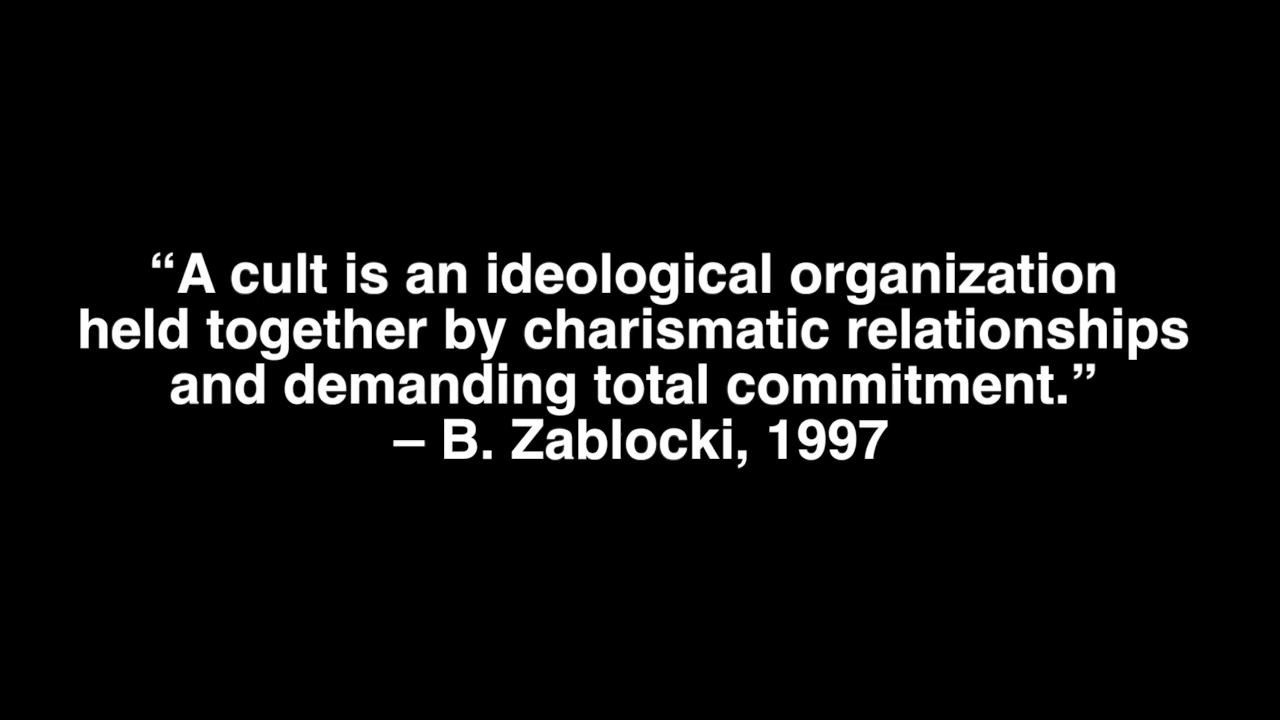 “A cult is an ideological organization
held together by charismatic relationships
and demanding total commitment.”
– B. Zablocki, 1997